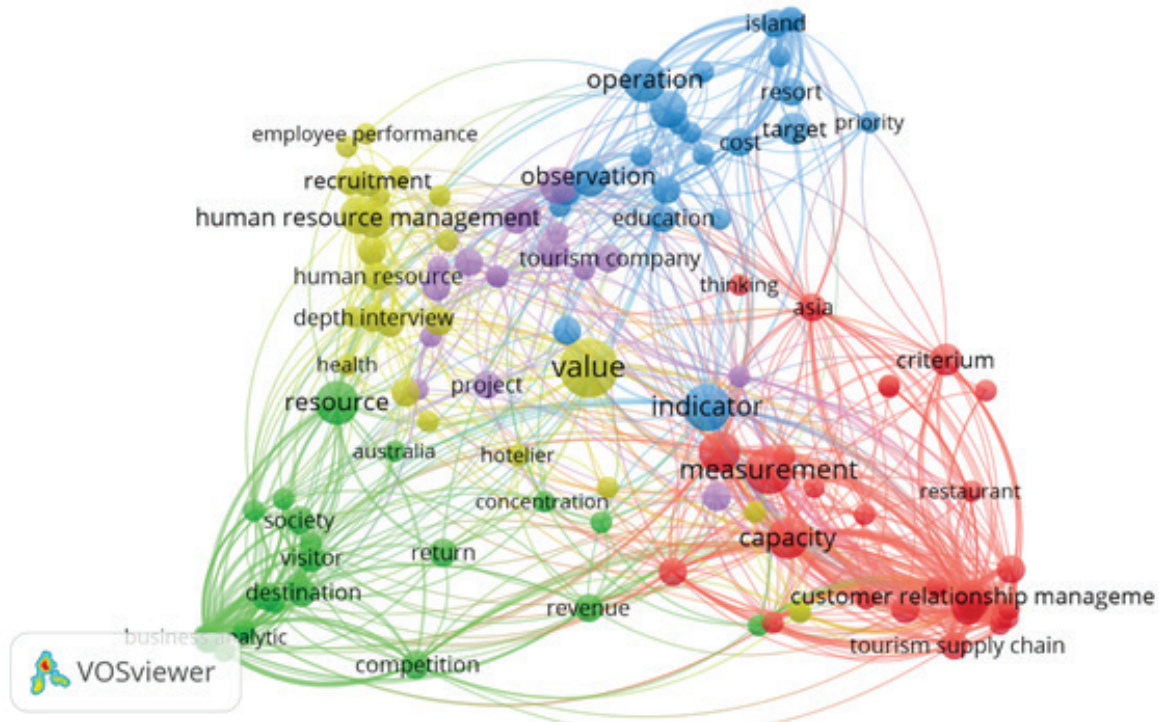 island
operation
resort
employee performance
cost
target
priority
recruitment
observation
human resource management
education
human resource
tourism company
thinking
asia
depth interview
health
value
criterium
project
resource
indicator
australia
hotelier
measurement
concentration
restaurant
society
visitor
return
capacity
destination
revenue
customer relationship manageme
business analytic
tourism supply chain
competition
VOSviewer